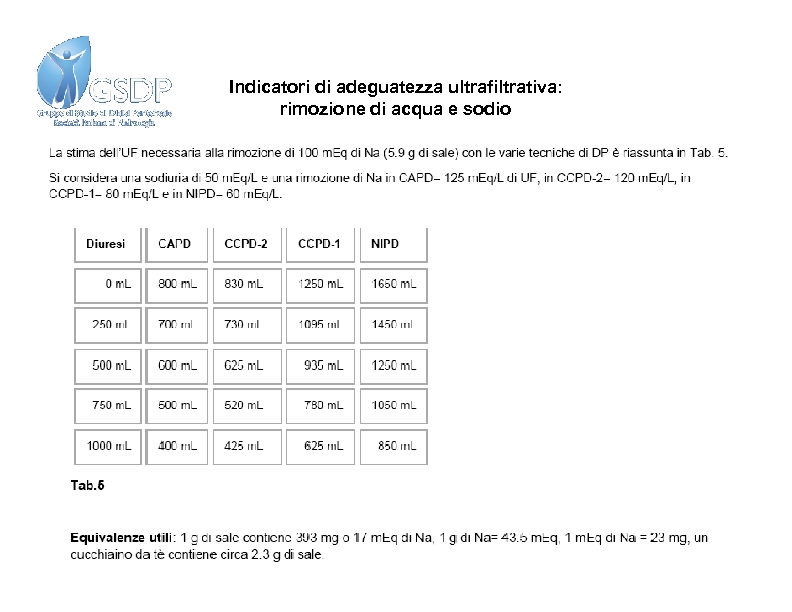 GSDP
Gruppo di Studio di Dialisi Peritoneale
Società Italiana di Nefrologia
Indicatori di adeguatezza ultrafiltrativa:
rimozione di acqua e sodio
La stima dell'UF necessaria alla rimozione di 100 mEq di Na (5.9 g di sale) con le varie tecniche di DP è riassunta in Tab. 5.
Si considera una sodiuria di 50 mEq/L e una rimozione di Na in CAPD= 125 mEq/L di UF, in CCPD-2= 120 mEq/L, in
CCPD-1= 80 mEq/L e in NIPD= 60 mEq/L.
Diuresi CAPD CCPD-2 CCPD-1 NIPD
0 mL 800 mL 830 mL 1250 mL 1650 mL
250 mL 700 mL 730 mL 1095 mL 1450 mL
500 mL 600 mL 625 mL 935 mL 1250 mL
750 mL 500 mL 520 mL 780 mL 1050 mL
1000 mL 400 mL 425 mL 625 mL 850 mL
Tab.5
Equivalenze utili: 1 g di sale contiene 393 mg o 17 mEq di Na, 1 g di Na= 43.5 mEq, 1 mEq di Na = 23 mg, un
cucchiaino da tè contiene circa 2.3 g di sale.